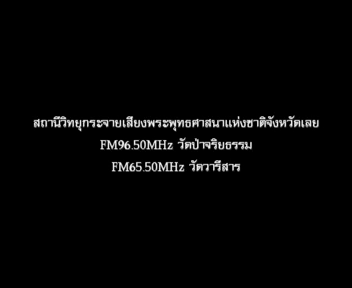 สถานีวิทยุกระจายเสียงพระพุทธศาสนาแห่งชาติจังหวัดเลย
FM96.50MHz วัดป่าจริยธรรม
FM65.50MHz วัดวารีสาร